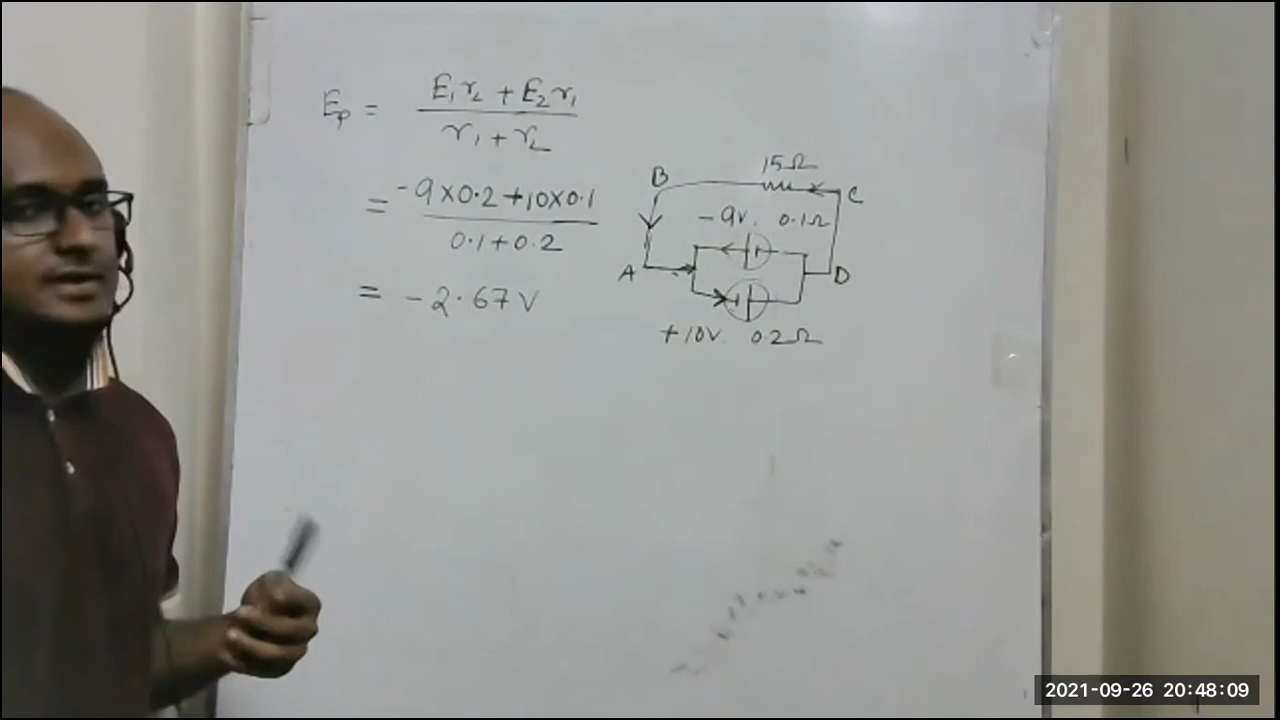 Ep = E₁r₂ + E₂r₁
r₁ + r₂
= -9×0.2 + 10×0.1
0.1 + 0.2
= -2.67 V
15Ω
B
C
-9v. 0.1Ω
A
D
+10v. 0.2Ω
2021-09-26 20:48:09